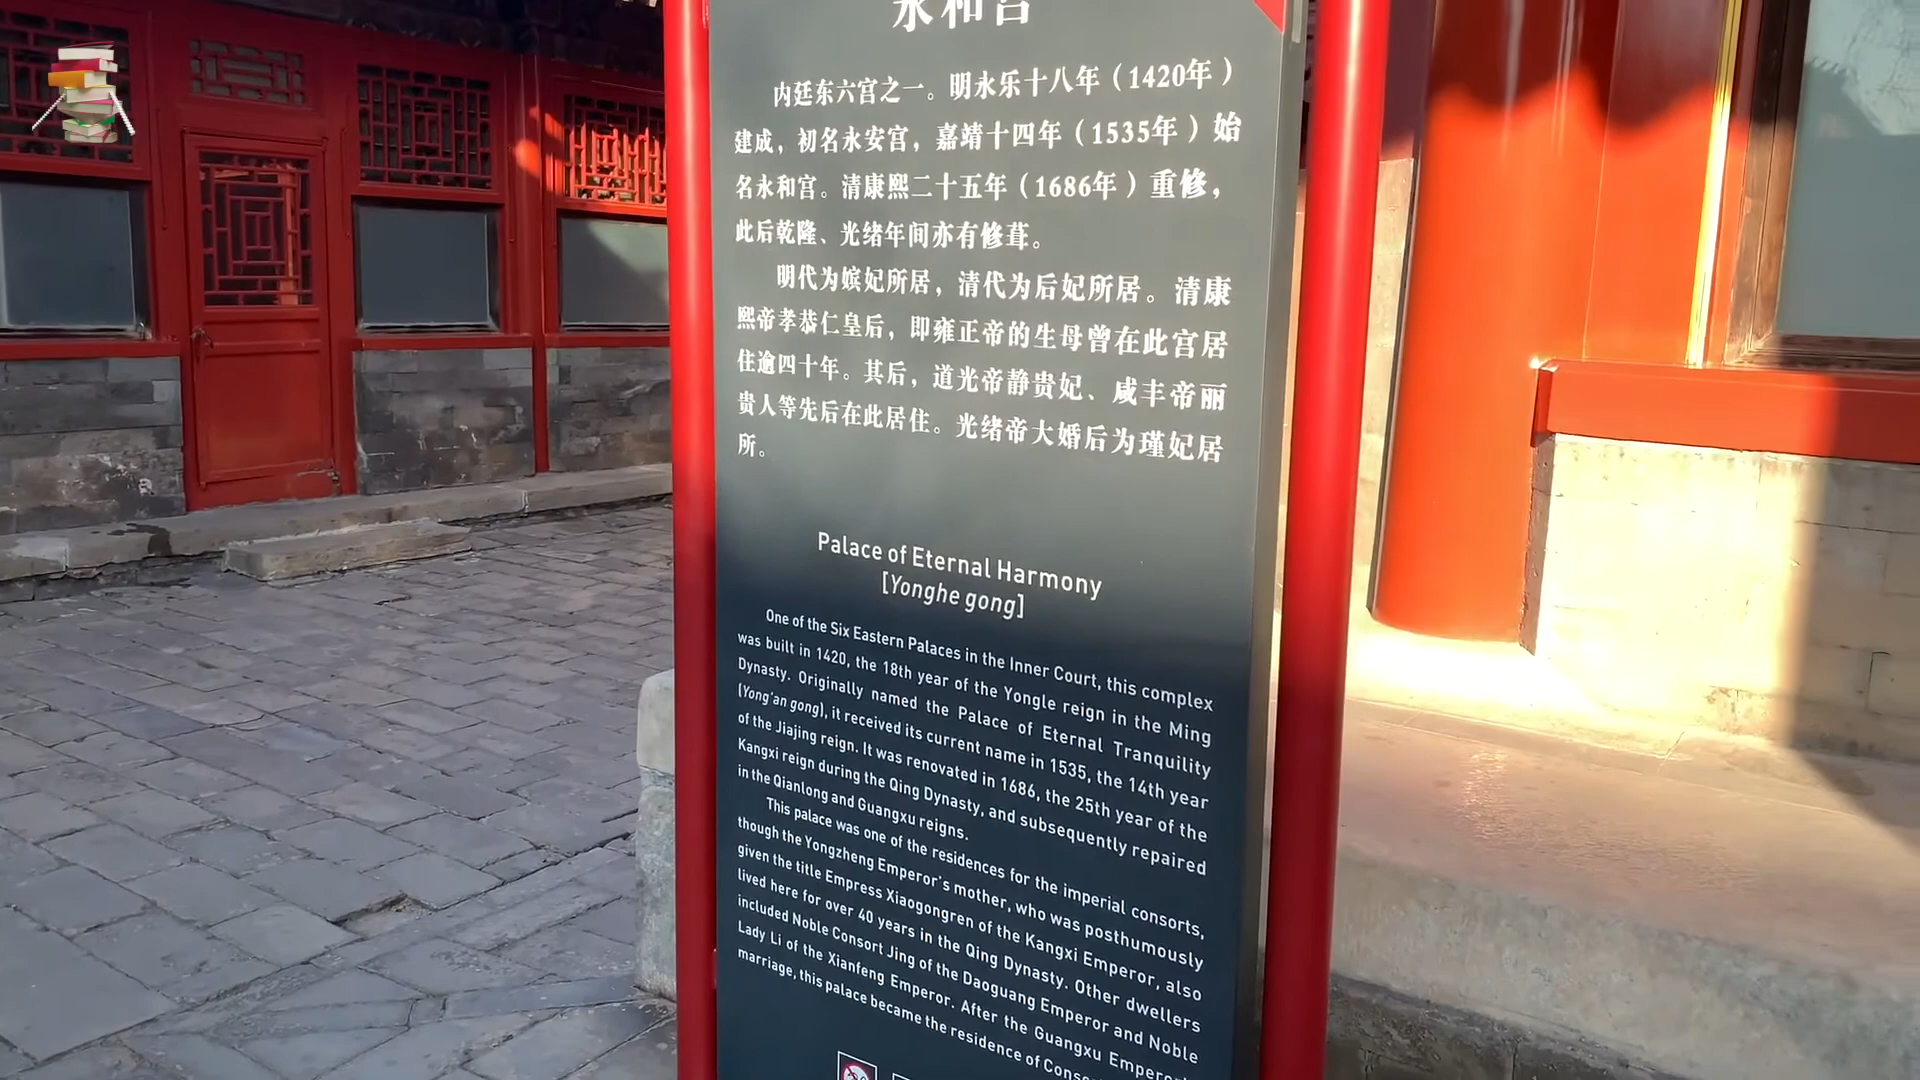 永和宫
内廷东六宫之一。明永乐十八年（1420年）
建成，初名永安宫，嘉靖十四年（1535年）始
名永和宫。清康熙二十五年（1686年）重修，
此后乾隆、光绪年间亦有修葺。
明代为嫔妃所居，清代为后妃所居。清康
熙帝孝恭仁皇后，即雍正帝的生母曾在此宫居
住逾四十年。其后，道光帝静贵妃、咸丰帝丽
贵人等先后在此居住。光绪帝大婚后为瑾妃居
所。
Palace of Eternal Harmony
[Yonghe gong]
One of the Six Eastern Palaces in the Inner Court, this complex
was built in 1420, the 18th year of the Yongle reign in the Ming
Dynasty. Originally named the Palace of Eternal Tranquility
(Yong'an gong), it received its current name in 1535, the 14th year
of the Jiajing reign. It was renovated in 1686, the 25th year of the
Kangxi reign during the Qing Dynasty, and subsequently repaired
in the Qianlong and Guangxu reigns.
This palace was one of the residences for the imperial consorts,
though the Yongzheng Emperor's mother, who was posthumously
given the title Empress Xiaogongren of the Kangxi Emperor, also
lived here for over 40 years in the Qing Dynasty. Other dwellers
included Noble Consort Jing of the Daoguang Emperor and Noble
Lady Li of the Xianfeng Emperor. After the Guangxu Emperor's
marriage, this palace became the residence of